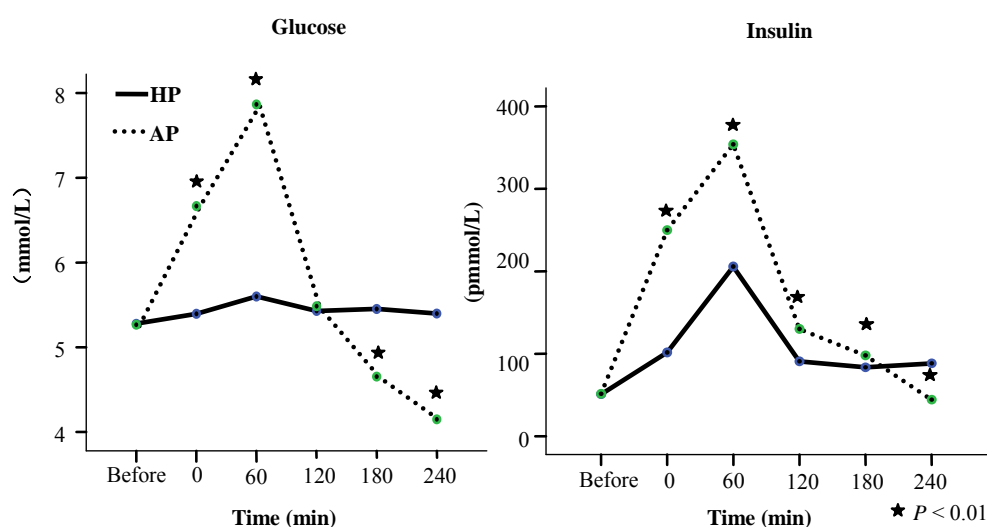 Glucose
Insulin
HP
AP
(mmol/L)
8
7
6
5
4
Before 0 60 120 180 240
Time (min)
(pmmol/L)
400
300
200
100
0
Before 0 60 120 180 240
Time (min)
★ P < 0.01